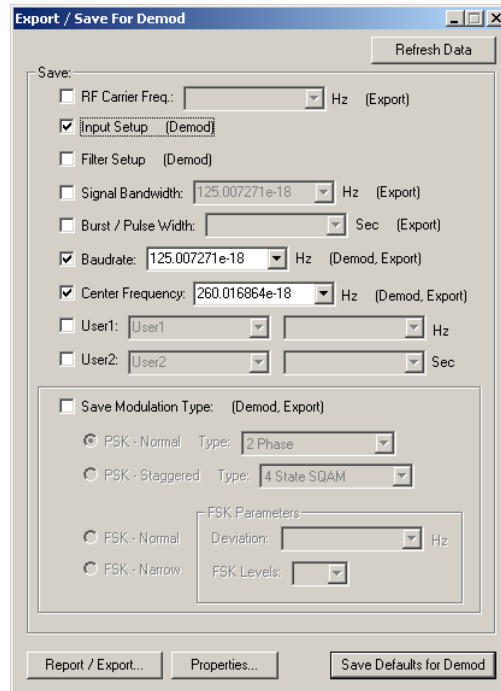 Export / Save For Demod
Refresh Data
Save:
RF Carrier Freq.: Hz (Export)
Input Setup (Demod)
Filter Setup (Demod)
Signal Bandwidth: 125.007271e-18 Hz (Export)
Burst / Pulse Width: Sec (Export)
Baudrate: 125.007271e-18 Hz (Demod, Export)
Center Frequency: 260.016864e-18 Hz (Demod, Export)
User1: User1 Hz
User2: User2 Sec
Save Modulation Type: (Demod, Export)
PSK - Normal Type: 2 Phase
PSK - Staggered Type: 4 State SQAM
FSK Parameters
FSK - Normal Deviation: Hz
FSK - Narrow FSK Levels:
Report / Export... Properties... Save Defaults for Demod